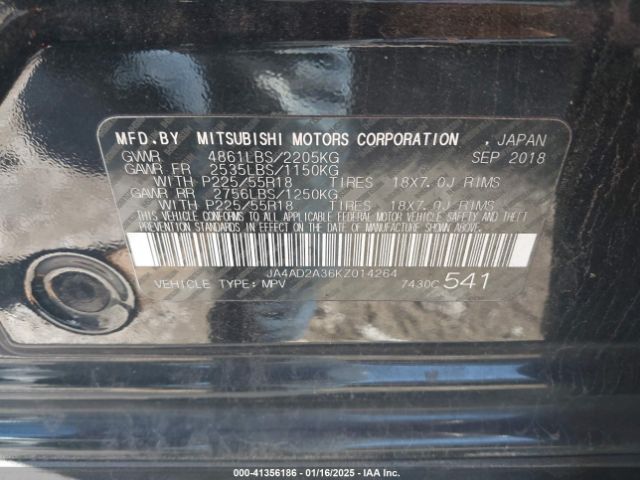 MFD.BY MITSUBISHI MOTORS CORPORATION . JAPAN
GVWR 4861LBS/2205KG SEP 2018
GAWR FR 2535LBS/1150KG
WITH P225/55R18 TIRES 18X7.0J RIMS
GAWR RR 2756LBS/1250KG
WITH P225/55R18 TIRES 18X7.0J RIMS
THIS VEHICLE CONFORMS TO ALL APPLICABLE FEDERAL MOTOR VEHICLE SAFETY AND THEFT
PREVENTION STANDARDS IN EFFECT ON THE DATE OF MANUFACTURE SHOWN ABOVE.
JA4AD2A36KZ014264
VEHICLE TYPE: MPV 7430C 541
000-41356186 - 01/16/2025 - IAA Inc.